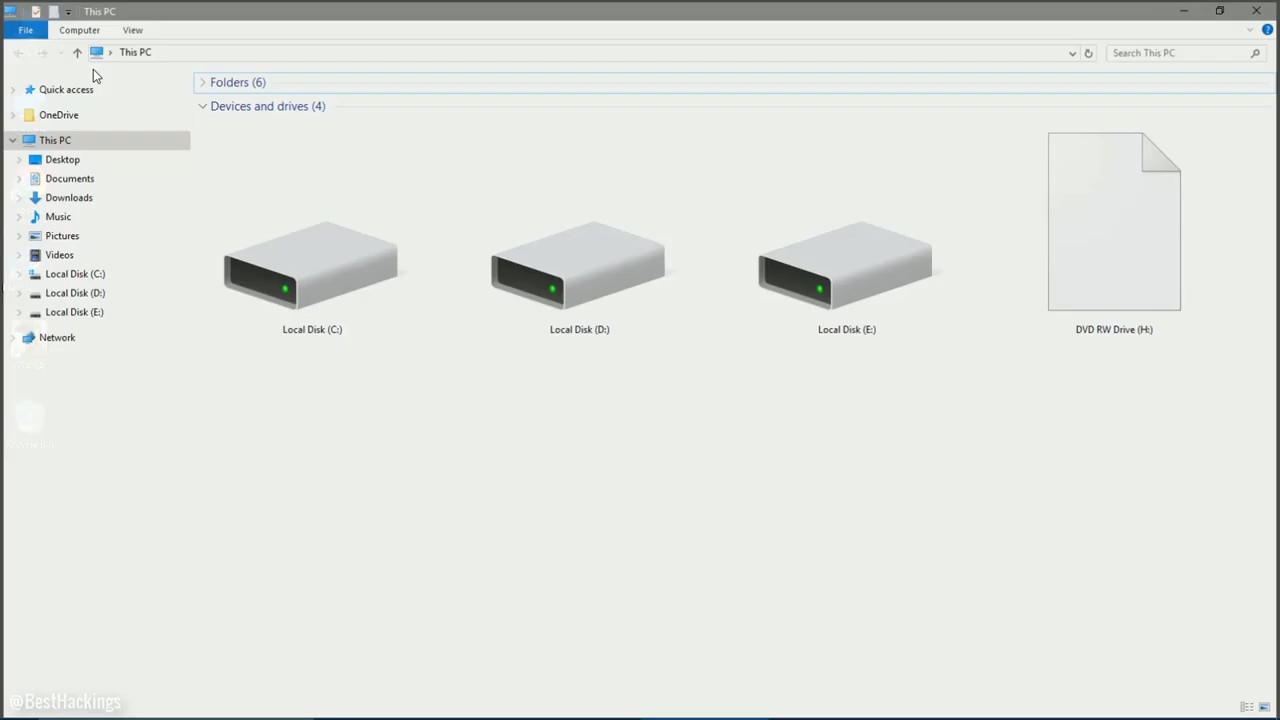 This PC
File Computer View
This PC
Search This PC
Quick access
OneDrive
This PC
Desktop
Documents
Downloads
Music
Pictures
Videos
Local Disk (C:)
Local Disk (D:)
Local Disk (E:)
Network
Folders (6)
Devices and drives (4)
Local Disk (C:)
Local Disk (D:)
Local Disk (E:)
DVD RW Drive (H:)
@BestHackings